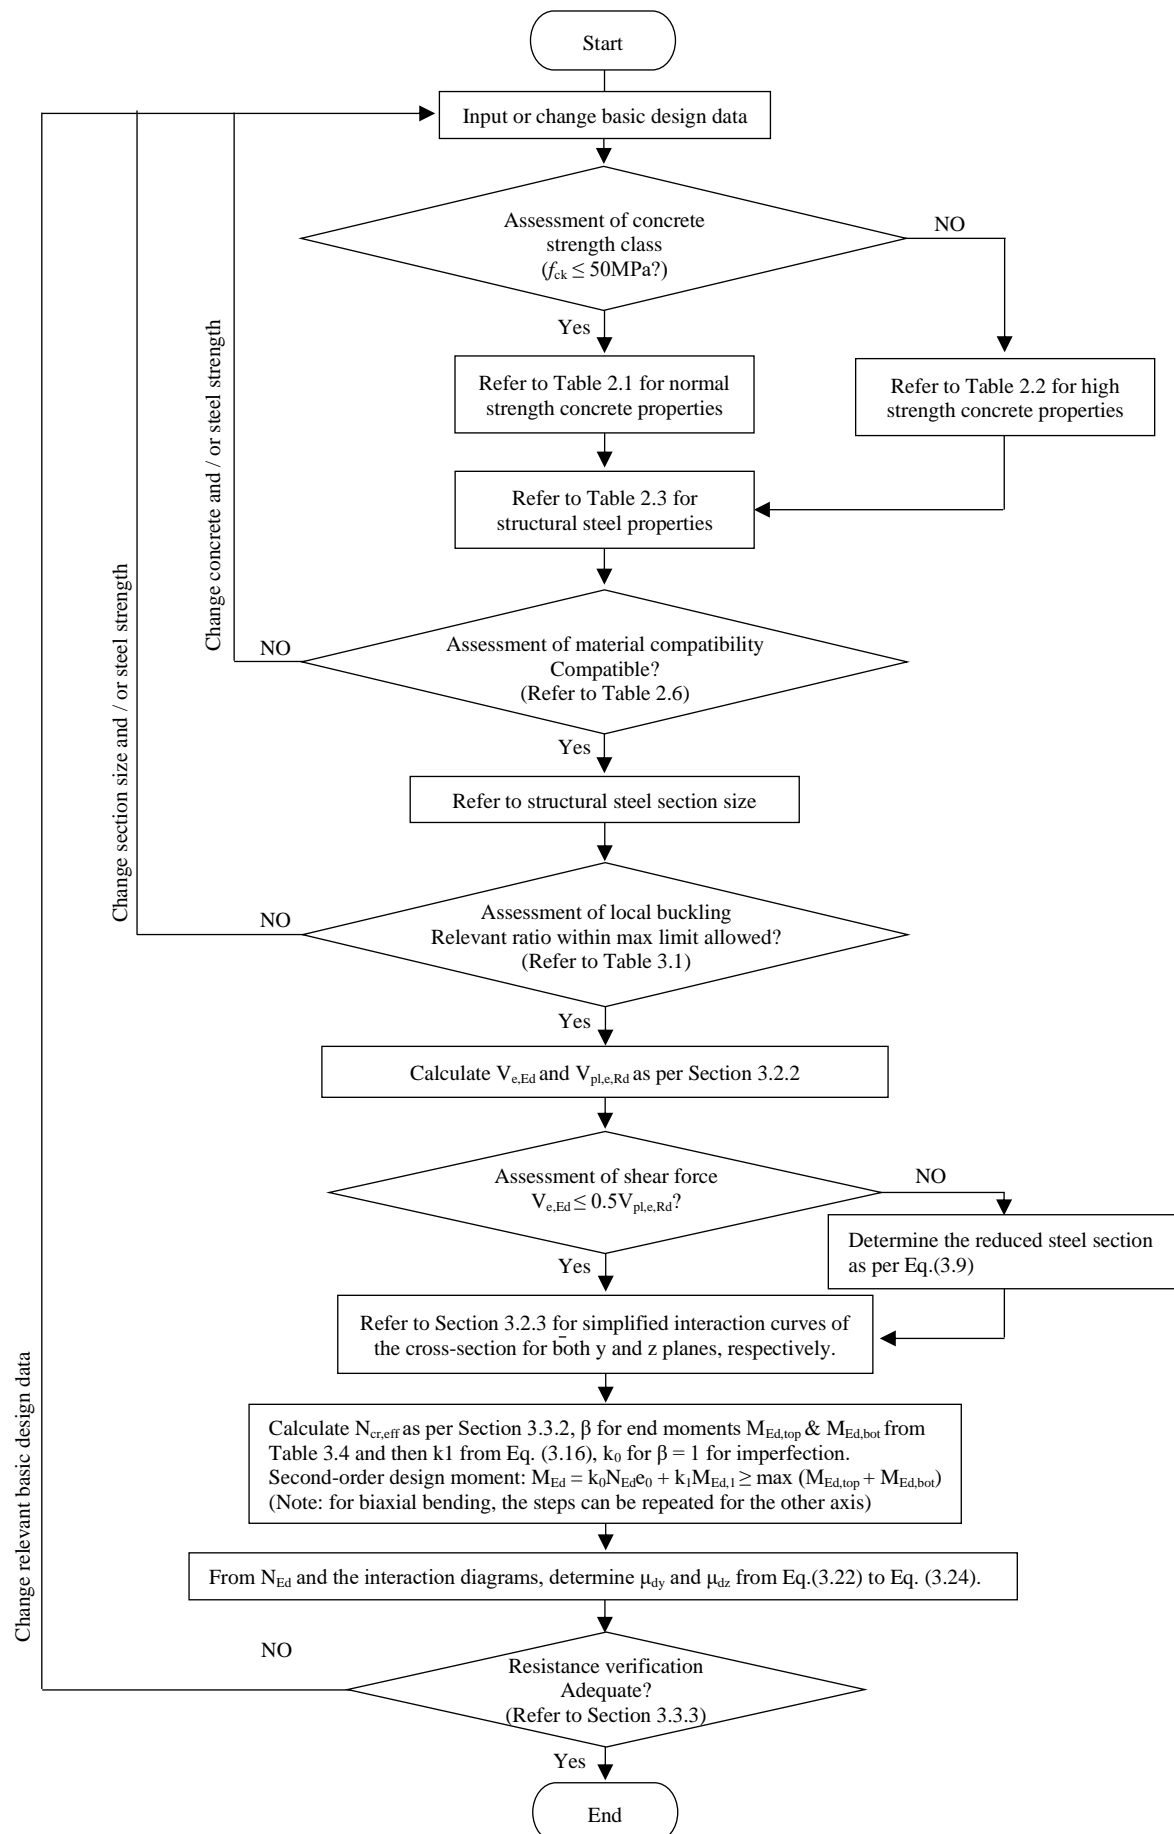 Start
Input or change basic design data
Assessment of concrete
strength class
(fck ≤ 50MPa?)
NO
Yes
Refer to Table 2.1 for normal
strength concrete properties
Refer to Table 2.2 for high
strength concrete properties
Refer to Table 2.3 for
structural steel properties
Change concrete and / or steel strength
Assessment of material compatibility
Compatible?
(Refer to Table 2.6)
NO
Yes
Refer to structural steel section size
Change section size and / or steel strength
Assessment of local buckling
Relevant ratio within max limit allowed?
(Refer to Table 3.1)
NO
Yes
Calculate Ve,Ed and Vpl,e,Rd as per Section 3.2.2
Assessment of shear force
Ve,Ed ≤ 0.5Vpl,e,Rd?
NO
Yes
Determine the reduced steel section
as per Eq.(3.9)
Refer to Section 3.2.3 for simplified interaction curves of
the cross-section for both y and z planes, respectively.
Calculate Ncr,eff as per Section 3.3.2, β for end moments MEd,top & MEd,bot from
Table 3.4 and then k1 from Eq. (3.16), k0 for β = 1 for imperfection.
Second-order design moment: MEd = k0NEde0 + k1MEd,1 ≥ max (MEd,top + MEd,bot)
(Note: for biaxial bending, the steps can be repeated for the other axis)
From NEd and the interaction diagrams, determine μdy and μdz from Eq.(3.22) to Eq. (3.24).
Change relevant basic design data
NO
Resistance verification
Adequate?
(Refer to Section 3.3.3)
Yes
End